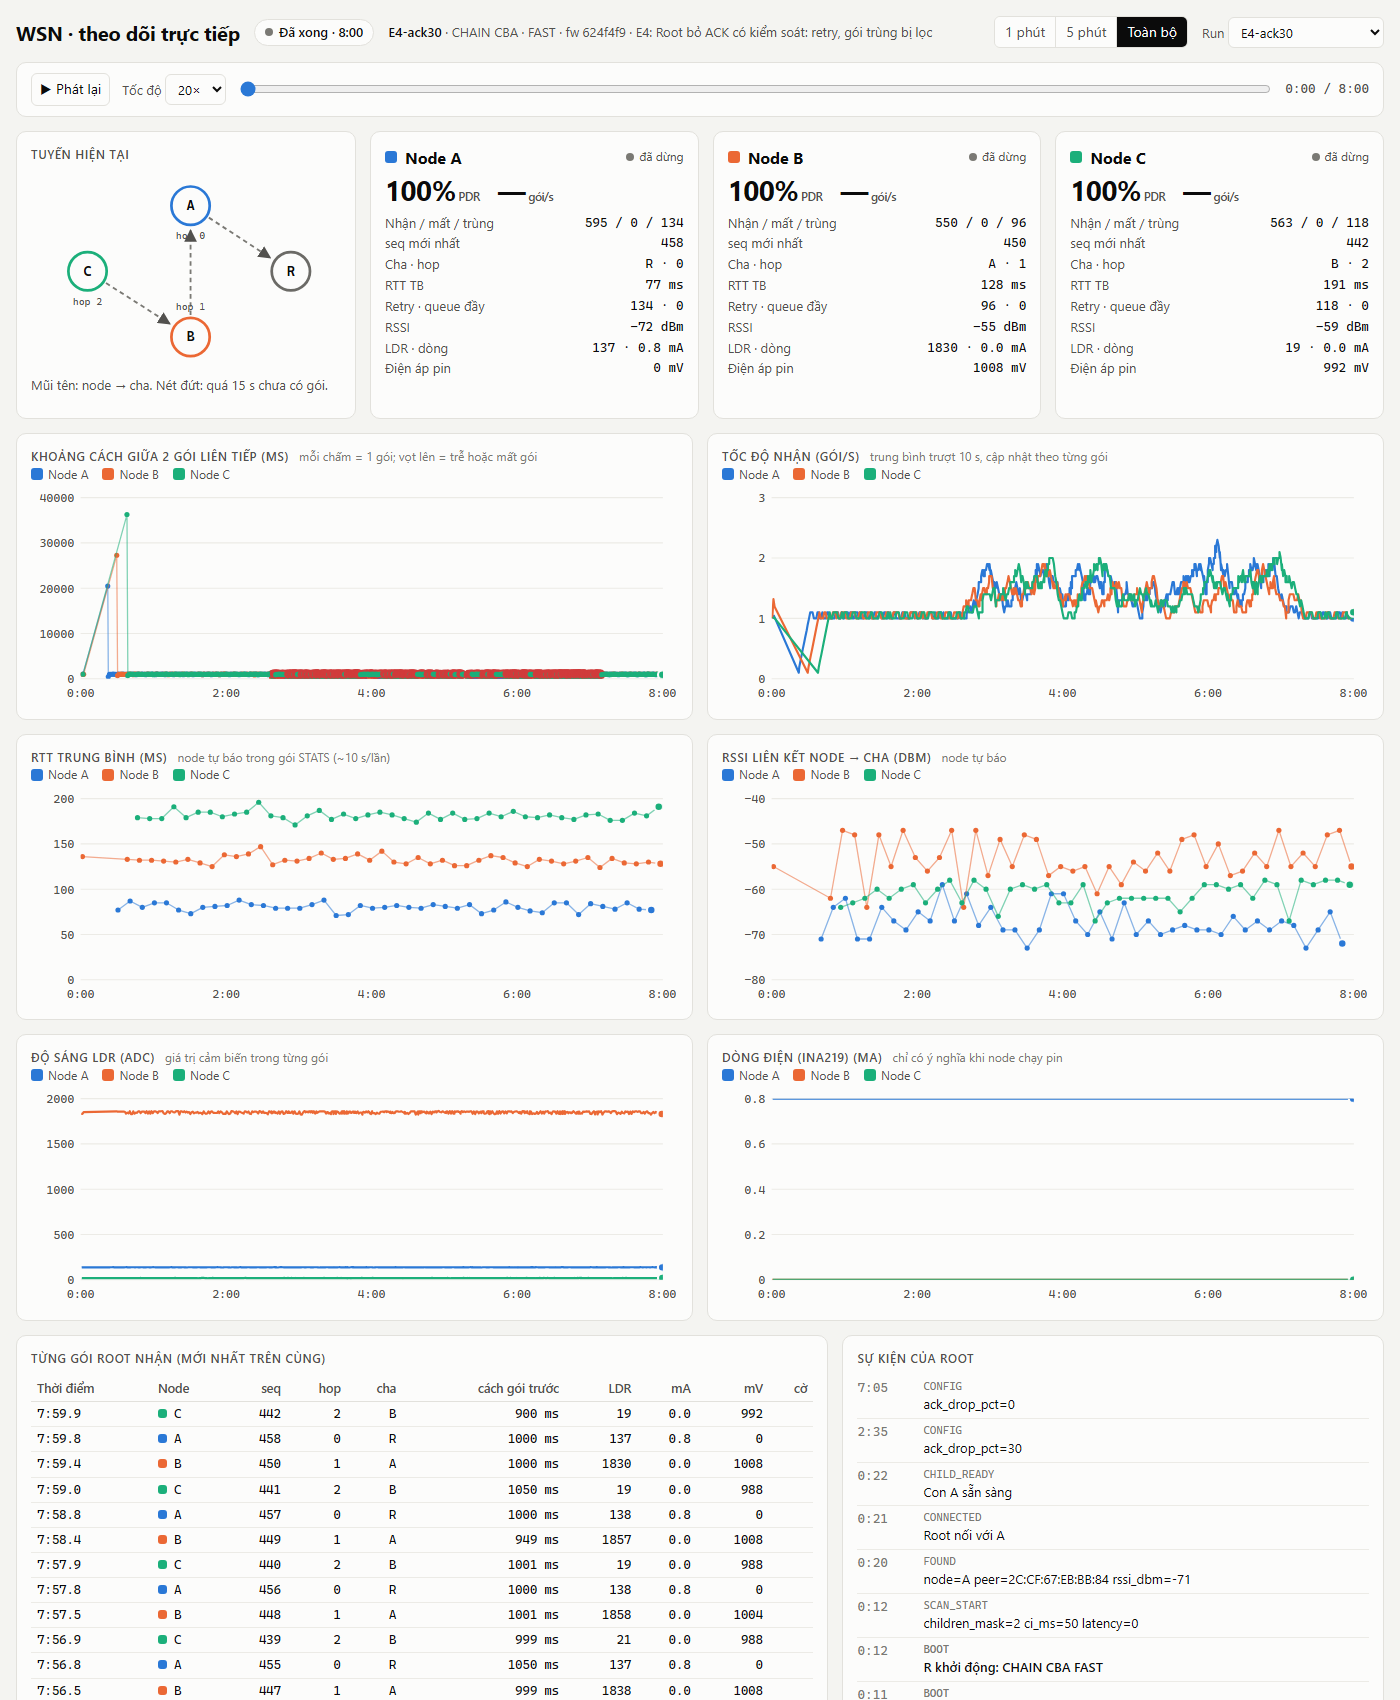 WSN · theo dõi trực tiếp
Đã xong · 8:00
E4-ack30 · CHAIN CBA · FAST · fw 624f4f9 · E4: Root bỏ ACK có kiểm soát: retry, gói trùng bị lọc
1 phút 5 phút Toàn bộ Run E4-ack30
▶ Phát lại Tốc độ 20× 0:00 / 8:00
TUYẾN HIỆN TẠI
A
hop 0
C
hop 2
R
hop 1
B
Mũi tên: node → cha. Nét đứt: quá 15 s chưa có gói.
Node A đã dừng
100% PDR — gói/s
Nhận / mất / trùng 595 / 0 / 134
seq mới nhất 458
Cha · hop R · 0
RTT TB 77 ms
Retry · queue đầy 134 · 0
RSSI −72 dBm
LDR · dòng 137 · 0.8 mA
Điện áp pin 0 mV
Node B đã dừng
100% PDR — gói/s
Nhận / mất / trùng 550 / 0 / 96
seq mới nhất 450
Cha · hop A · 1
RTT TB 128 ms
Retry · queue đầy 96 · 0
RSSI −55 dBm
LDR · dòng 1830 · 0.0 mA
Điện áp pin 1008 mV
Node C đã dừng
100% PDR — gói/s
Nhận / mất / trùng 563 / 0 / 118
seq mới nhất 442
Cha · hop B · 2
RTT TB 191 ms
Retry · queue đầy 118 · 0
RSSI −59 dBm
LDR · dòng 19 · 0.0 mA
Điện áp pin 992 mV
KHOẢNG CÁCH GIỮA 2 GÓI LIÊN TIẾP (MS) mỗi chấm = 1 gói; vọt lên = trễ hoặc mất gói
Node A Node B Node C
40000
30000
20000
10000
0
0:00 2:00 4:00 6:00 8:00
TỐC ĐỘ NHẬN (GÓI/S) trung bình trượt 10 s, cập nhật theo từng gói
Node A Node B Node C
3
2
1
0
0:00 2:00 4:00 6:00 8:00
RTT TRUNG BÌNH (MS) node tự báo trong gói STATS (~10 s/lần)
Node A Node B Node C
200
150
100
50
0
0:00 2:00 4:00 6:00 8:00
RSSI LIÊN KẾT NODE → CHA (DBM) node tự báo
Node A Node B Node C
−40
−50
−60
−70
−80
0:00 2:00 4:00 6:00 8:00
ĐỘ SÁNG LDR (ADC) giá trị cảm biến trong từng gói
Node A Node B Node C
2000
1500
1000
500
0
0:00 2:00 4:00 6:00 8:00
DÒNG ĐIỆN (INA219) (MA) chỉ có ý nghĩa khi node chạy pin
Node A Node B Node C
0.8
0.6
0.4
0.2
0
0:00 2:00 4:00 6:00 8:00
TỪNG GÓI ROOT NHẬN (MỚI NHẤT TRÊN CÙNG)
Thời điểm Node seq hop cha cách gói trước LDR mA mV cờ
7:59.9 C 442 2 B 900 ms 19 0.0 992
7:59.8 A 458 0 R 1000 ms 137 0.8 0
7:59.4 B 450 1 A 1000 ms 1830 0.0 1008
7:59.0 C 441 2 B 1050 ms 19 0.0 988
7:58.8 A 457 0 R 1000 ms 138 0.8 0
7:58.4 B 449 1 A 949 ms 1857 0.0 1008
7:57.9 C 440 2 B 1001 ms 19 0.0 988
7:57.8 A 456 0 R 1000 ms 138 0.8 0
7:57.5 B 448 1 A 1001 ms 1858 0.0 1004
7:56.9 C 439 2 B 999 ms 21 0.0 988
7:56.8 A 455 0 R 1050 ms 137 0.8 0
7:56.5 B 447 1 A 999 ms 1838 0.0 1008
SỰ KIỆN CỦA ROOT
7:05 CONFIG
ack_drop_pct=0
2:35 CONFIG
ack_drop_pct=30
0:22 CHILD_READY
Con A sẵn sàng
0:21 CONNECTED
Root nối với A
0:20 FOUND
node=A peer=2C:CF:67:EB:BB:84 rssi_dbm=-71
0:12 SCAN_START
children_mask=2 ci_ms=50 latency=0
0:12 BOOT
R khởi động: CHAIN CBA FAST
0:11 BOOT